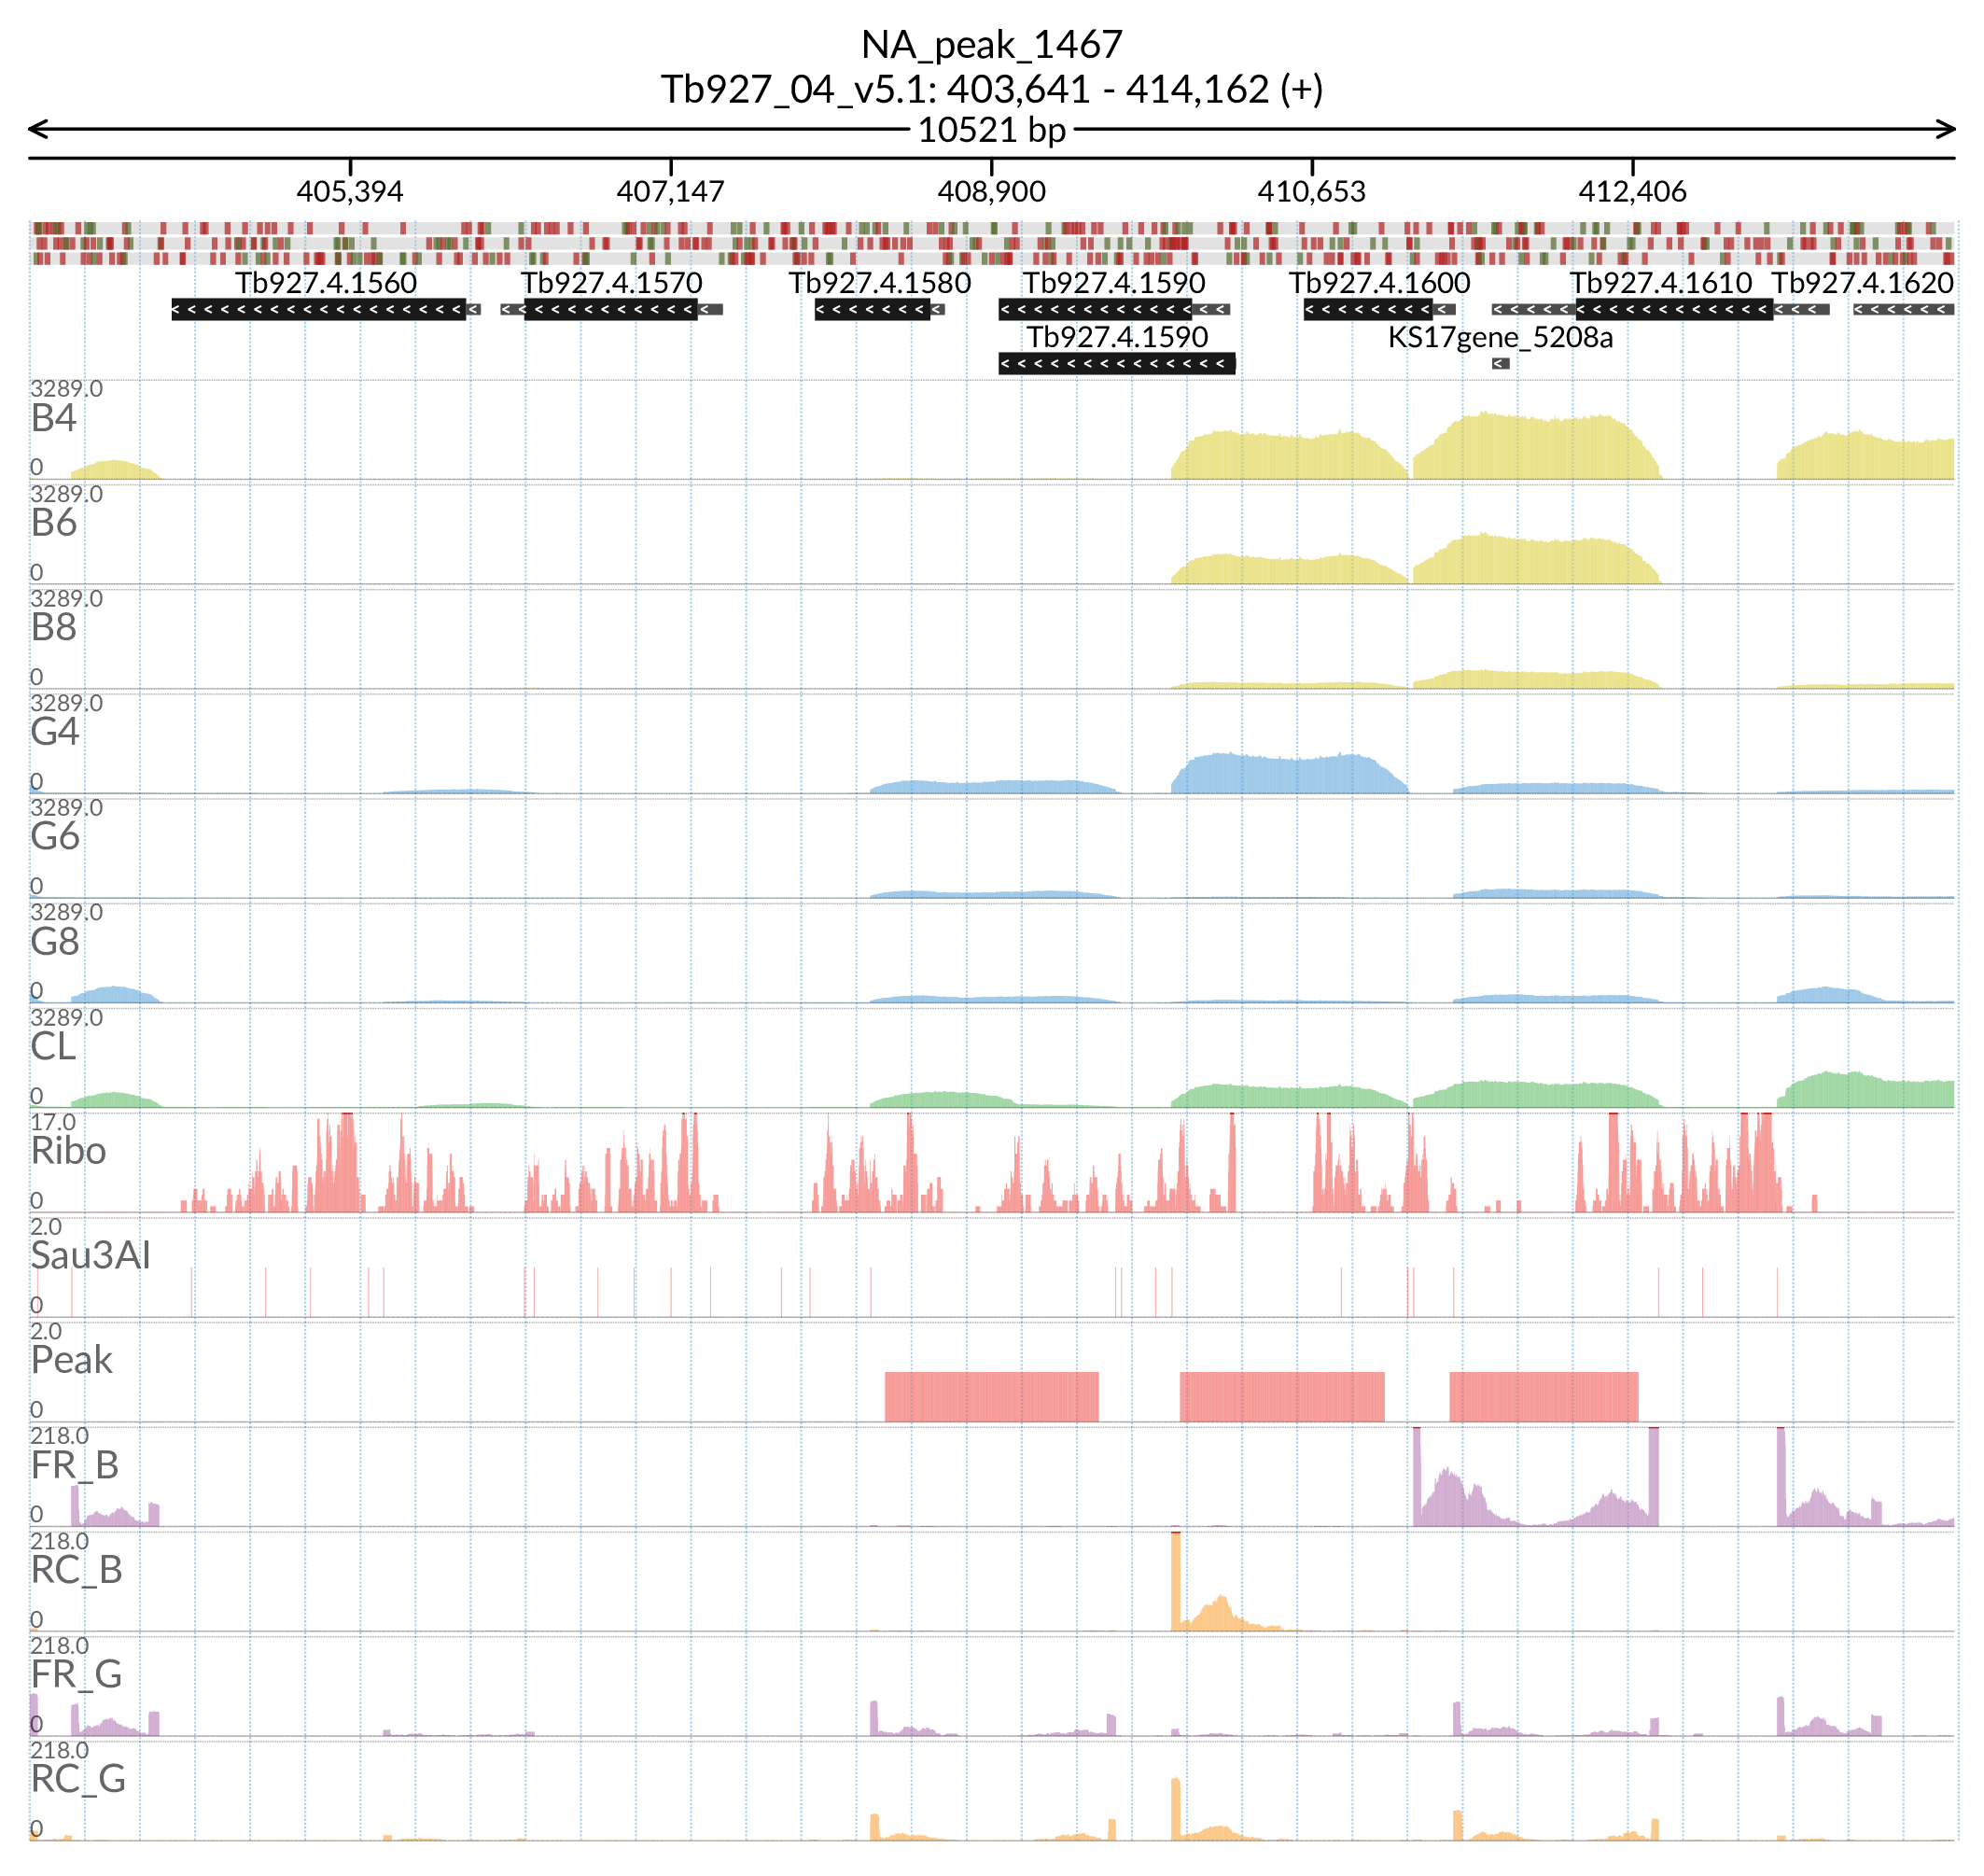 NA_peak_1467
Tb927_04_v5.1: 403,641 - 414,162 (+)
10521 bp
405,394 407,147 408,900 410,653 412,406
Tb927.4.1560 Tb927.4.1570 Tb927.4.1580 Tb927.4.1590 Tb927.4.1600 Tb927.4.1610 Tb927.4.1620
Tb927.4.1590 KS17gene_5208a
3289.0
B4
0
3289.0
B6
0
3289.0
B8
0
3289.0
G4
0
3289.0
G6
0
3289.0
G8
0
3289.0
CL
0
17.0
Ribo
0
2.0
Sau3AI
0
2.0
Peak
0
218.0
FR_B
0
218.0
RC_B
0
218.0
FR_G
0
218.0
RC_G
0